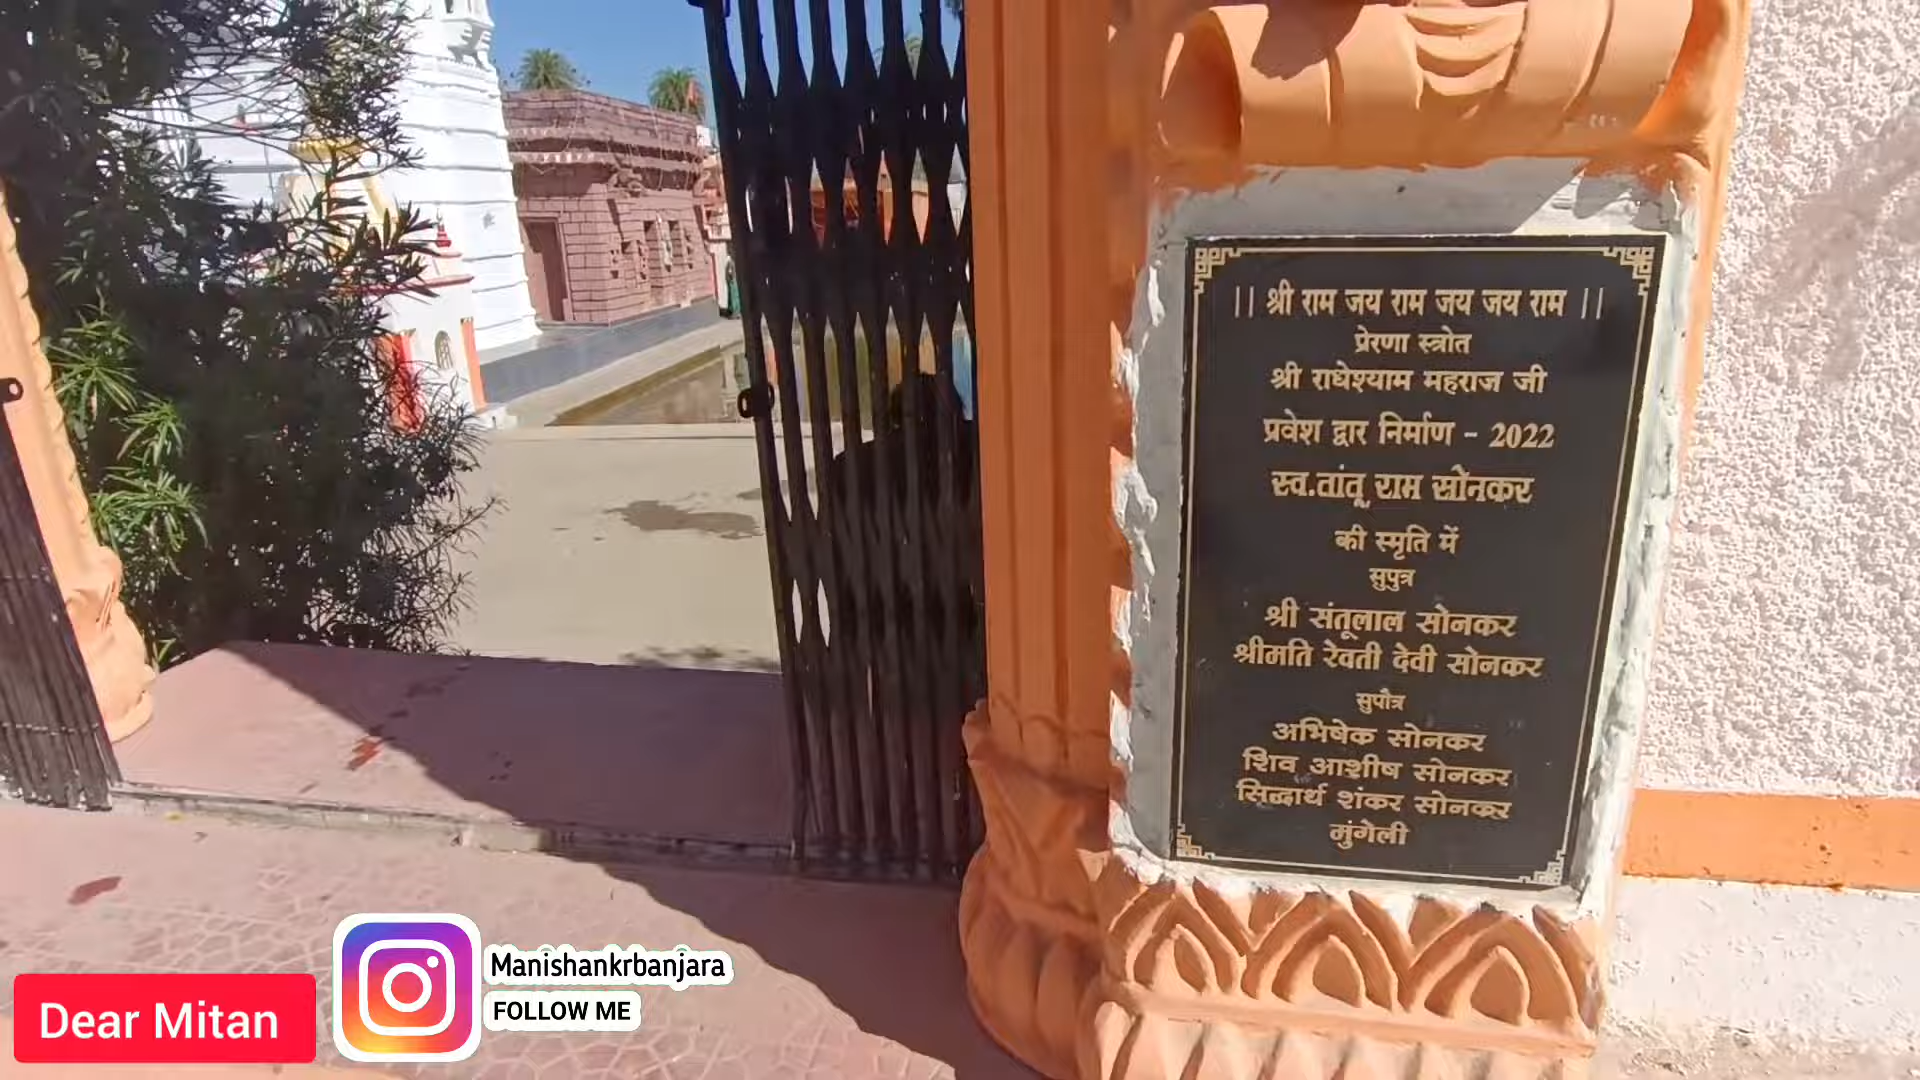 || श्री राम जय राम जय जय राम ||
प्रेरणा स्त्रोत
श्री राधेश्याम महराज जी
प्रवेश द्वार निर्माण - 2022
स्व.तांतू राम सोनकर
की स्मृति में
सुपुत्र
श्री संतूलाल सोनकर
श्रीमति रेवती देवी सोनकर
सुपौत्र
अभिषेक सोनकर
शिव आशीष सोनकर
सिद्धार्थ शंकर सोनकर
मुंगेली
Manishankrbanjara
FOLLOW ME
Dear Mitan